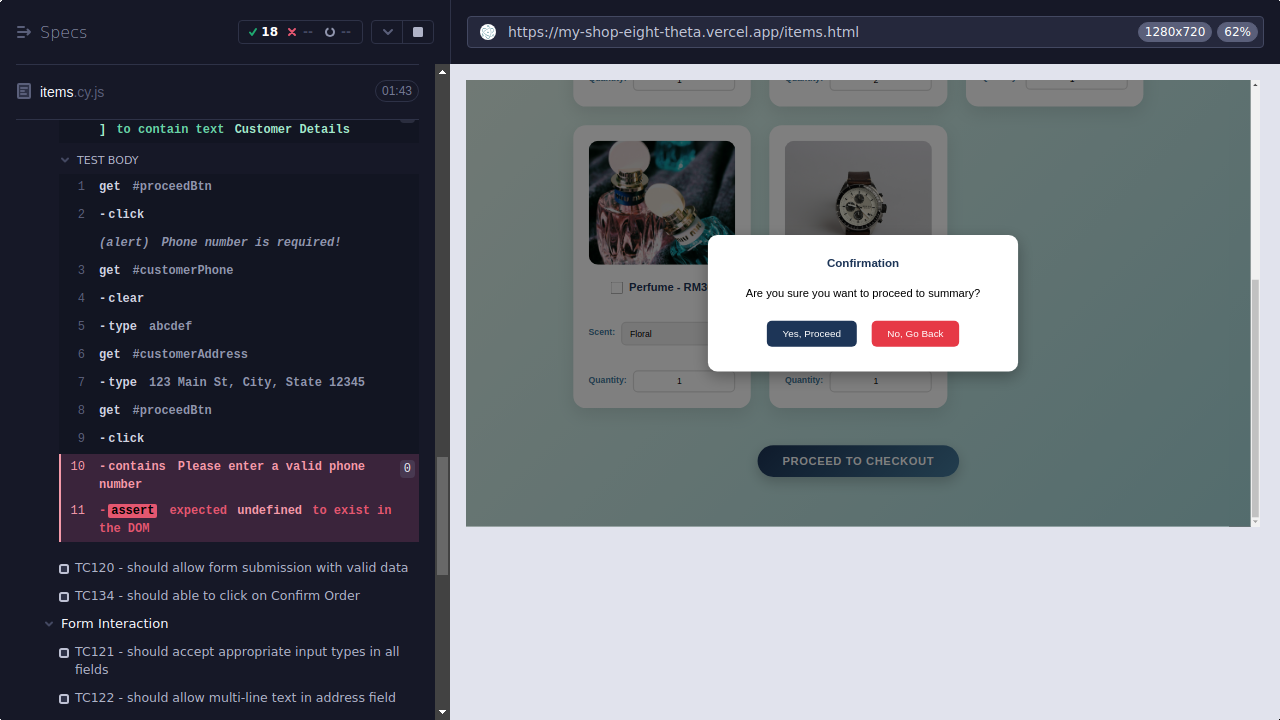 Specs
18
--
--
https://my-shop-eight-theta.vercel.app/items.html
1280x720
62%
items.cy.js
01:43
] to contain text Customer Details
TEST BODY
1 get #proceedBtn
2 -click
(alert) Phone number is required!
3 get #customerPhone
4 -clear
5 -type abcdef
6 get #customerAddress
7 -type 123 Main St, City, State 12345
8 get #proceedBtn
9 -click
10 -contains Please enter a valid phone
number
0
11 -assert expected undefined to exist in
the DOM
TC120 - should allow form submission with valid data
TC134 - should able to click on Confirm Order
Form Interaction
TC121 - should accept appropriate input types in all
fields
TC122 - should allow multi-line text in address field
Perfume - RM3
Scent: Floral
Quantity: 1
Quantity: 1
Confirmation
Are you sure you want to proceed to summary?
Yes, Proceed
No, Go Back
PROCEED TO CHECKOUT